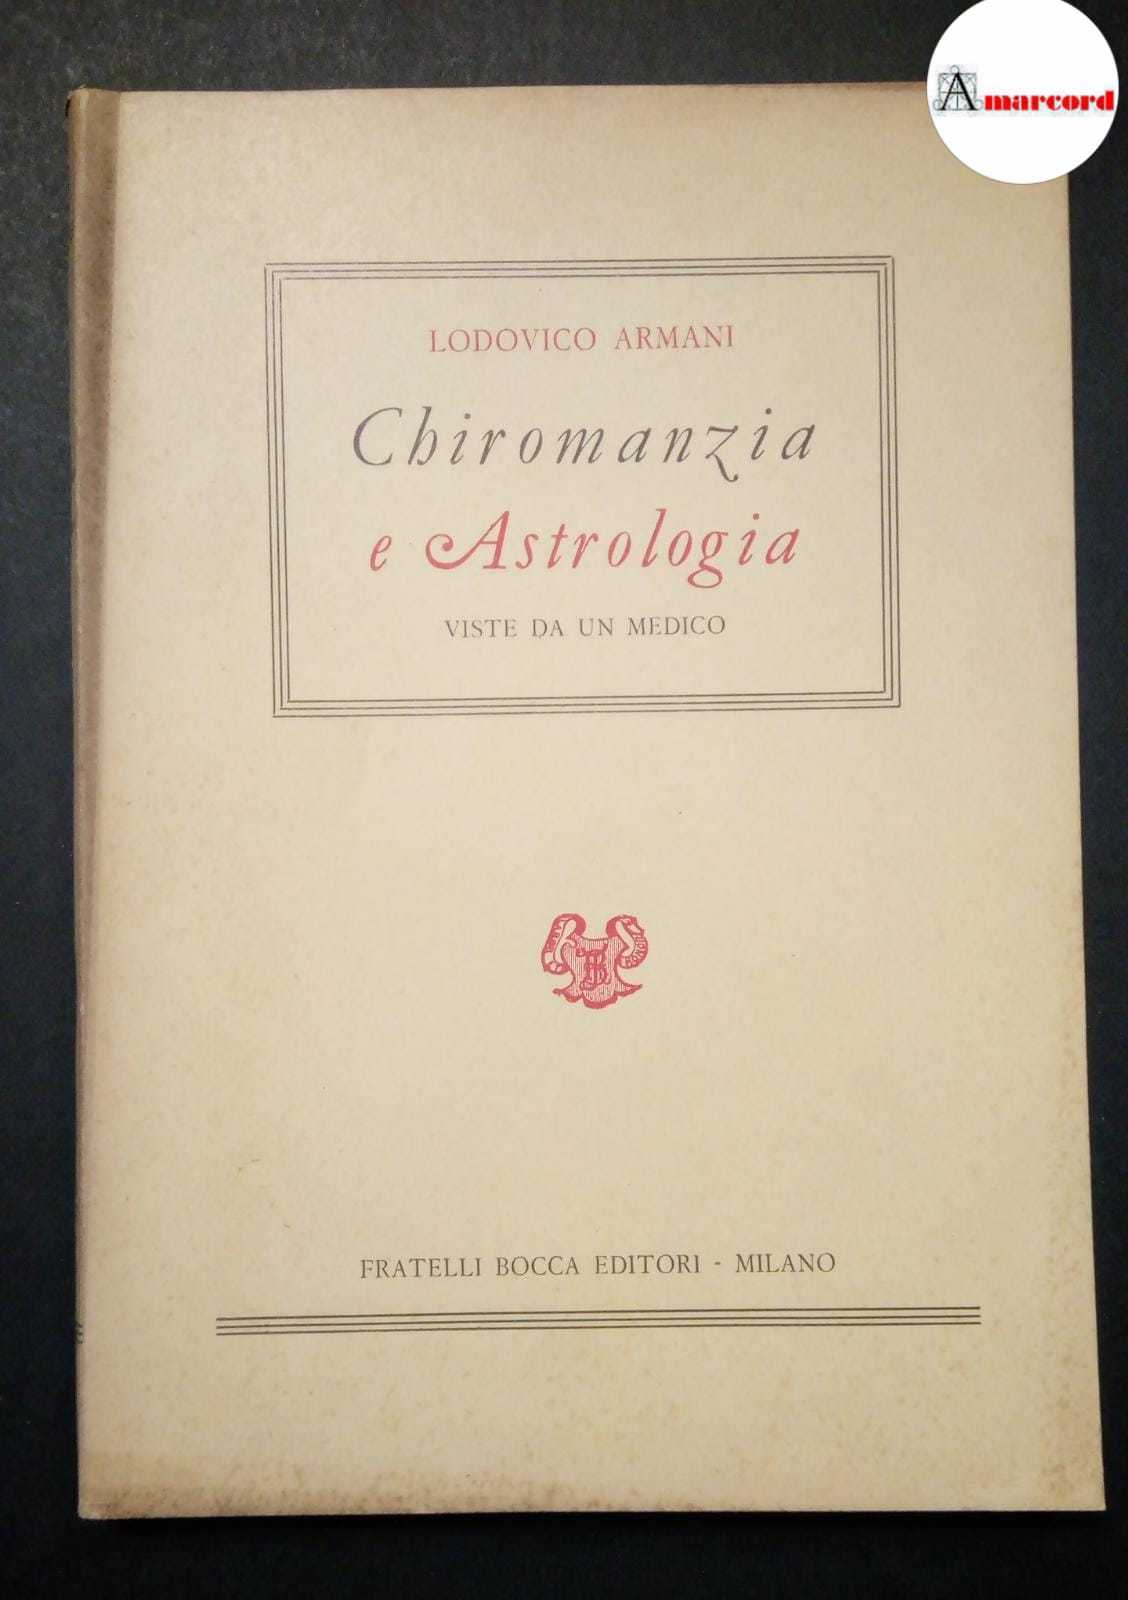 Amarcord
LODOVICO ARMANI
Chiromanzia
e Astrologia
VISTE DA UN MEDICO
FRATELLI BOCCA EDITORI - MILANO